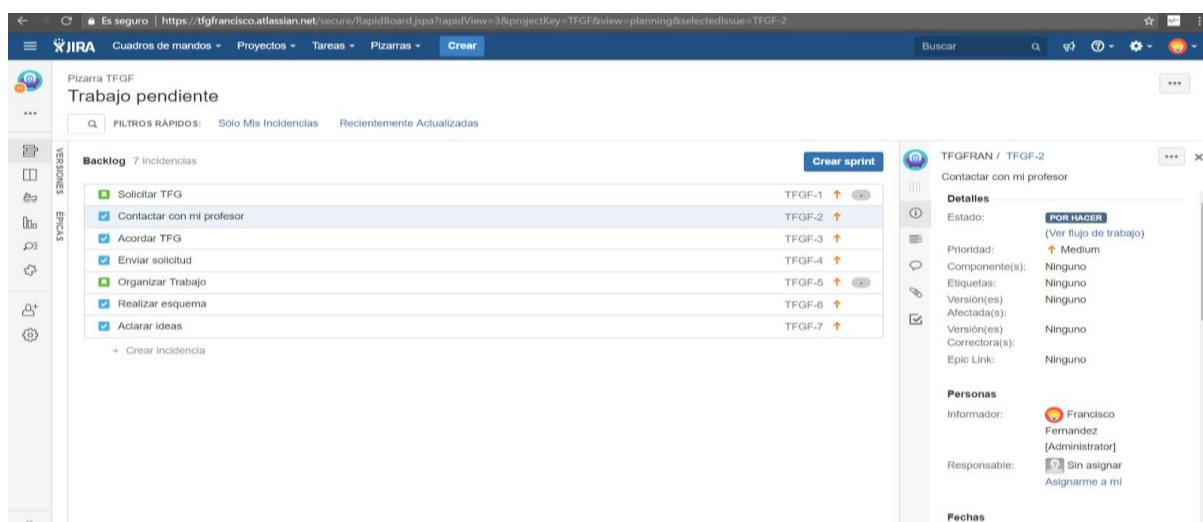 Es seguro | https://tfgfrancisco.atlassian.net/secure/RapidBoard.jspa?rapidView=3&projectKey=TFGF&view=planning&selectedIssue=TFGF-2
JIRA Cuadros de mandos Proyectos Tareas Pizarras Crear Buscar
Pizarra TFGF
Trabajo pendiente
FILTROS RÁPIDOS: Sólo Mis Incidencias Recientemente Actualizadas
VERSIONES
ÉPICAS
Backlog 7 incidencias Crear sprint
Solicitar TFG TFGF-1 -
Contactar con mi profesor TFGF-2
Acordar TFG TFGF-3
Enviar solicitud TFGF-4
Organizar Trabajo TFGF-5 -
Realizar esquema TFGF-6
Aclarar ideas TFGF-7
+ Crear incidencia
TFGFRAN / TFGF-2
Contactar con mi profesor
Detalles
Estado: POR HACER
(Ver flujo de trabajo)
Prioridad: Medium
Componente(s): Ninguno
Etiquetas: Ninguno
Versión(es) Ninguno
Afectada(s):
Versión(es) Ninguno
Correctora(s):
Epic Link: Ninguno
Personas
Informador: Francisco
Fernandez
[Administrator]
Responsable: Sin asignar
Asignarme a mí
Fechas